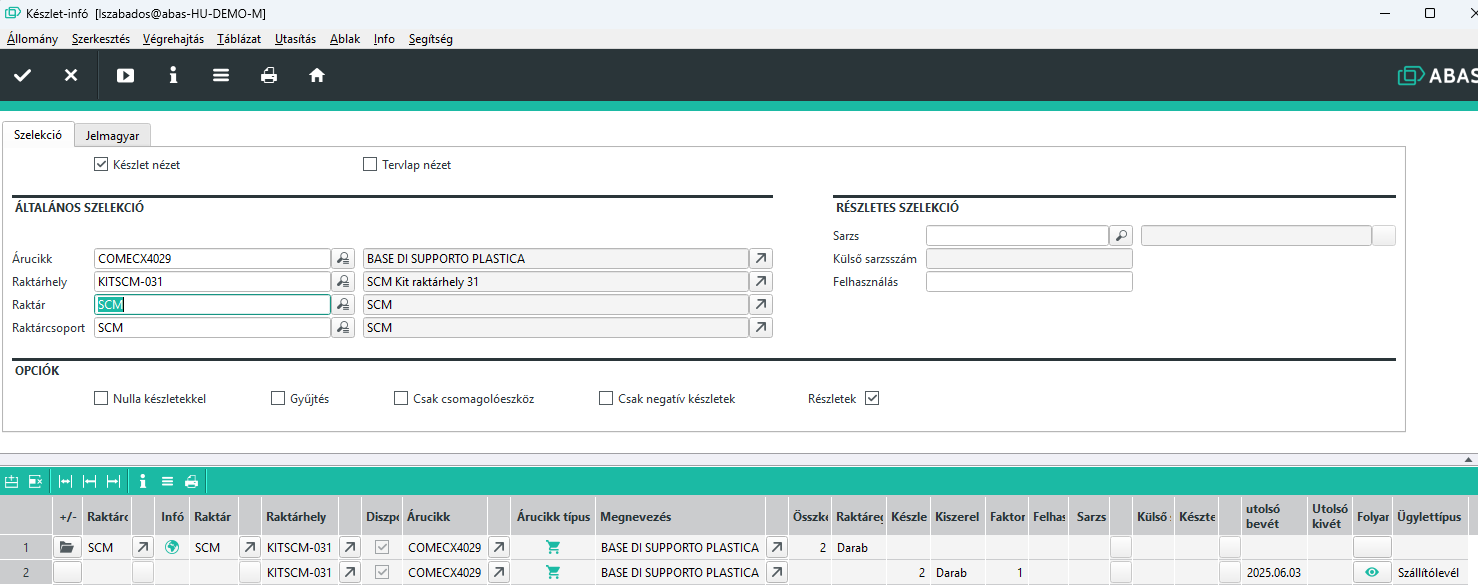 Készlet-infó [lszabados@abas-HU-DEMO-M]
Állomány Szerkesztés Végrehajtás Táblázat Utasítás Ablak Info Segítség
ABAS
Szelekció Jelmagyar
Készlet nézet Tervlap nézet
ÁLTALÁNOS SZELEKCIÓ
RÉSZLETES SZELEKCIÓ
Sarzs
Árucikk COMECX4029 BASE DI SUPPORTO PLASTICA
Külső sarzsszám
Raktárhely KITSCM-031 SCM Kit raktárhely 31
Felhasználás
Raktár SCM SCM
Raktárcsoport SCM SCM
OPCIÓK
Nulla készletekkel Gyűjtés Csak csomagolóeszköz Csak negatív készletek Részletek
+/- Raktárc Infó Raktár Raktárhely Diszpo Árucikk Árucikk típus Megnevezés Összké Raktáreg Készle Kiszerel Faktor Felhas Sarzs Külső s Készte utolsó bevét Utolsó kivét Folyam Ügylettípus
1 SCM SCM KITSCM-031 COMECX4029 BASE DI SUPPORTO PLASTICA 2 Darab
2 KITSCM-031 COMECX4029 BASE DI SUPPORTO PLASTICA 2 Darab 1 2025.06.03 Szállítólevél